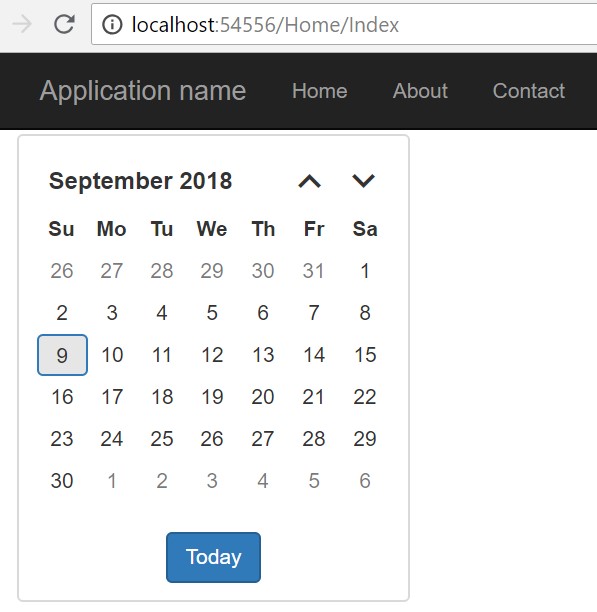 localhost:54556/Home/Index
Application name Home About Contact
September 2018
Su Mo Tu We Th Fr Sa
26 27 28 29 30 31 1
2 3 4 5 6 7 8
9 10 11 12 13 14 15
16 17 18 19 20 21 22
23 24 25 26 27 28 29
30 1 2 3 4 5 6
Today